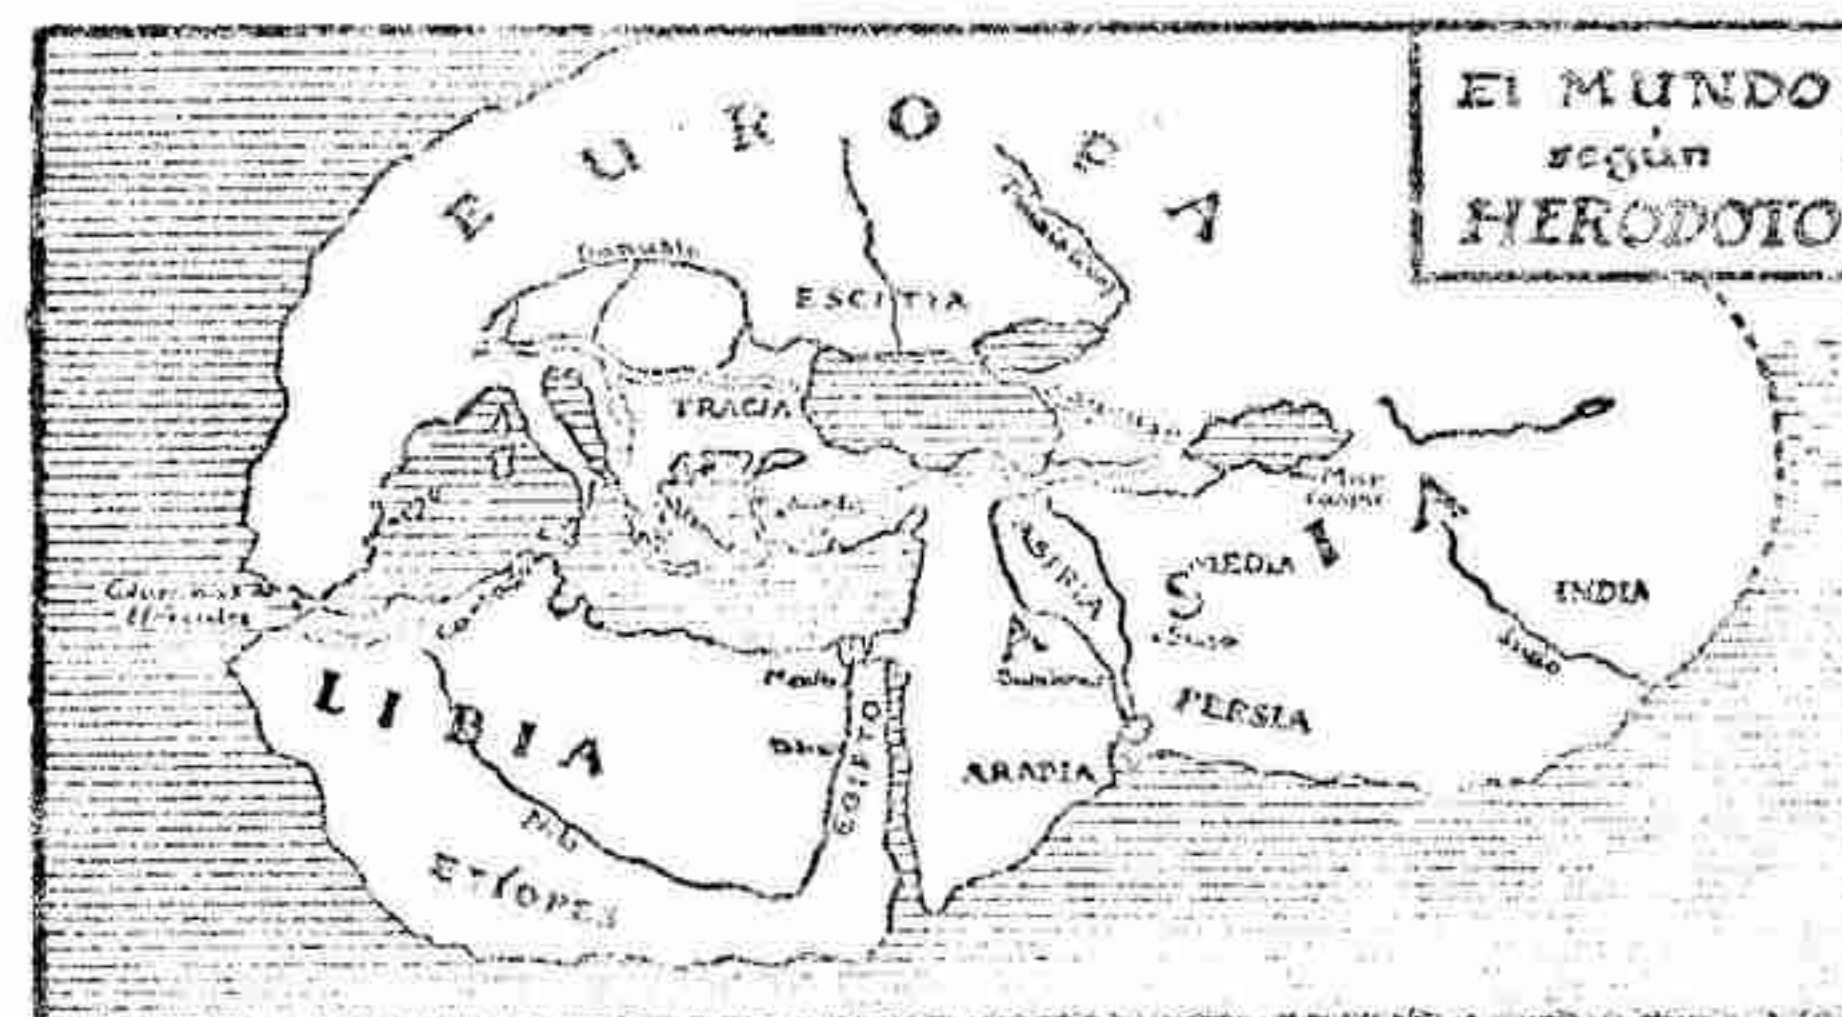 El MUNDO
según
HERODOTO
EUROPA
Danubio
ESCITIA
TRACIA
Mar
Caspio
ASIRIA
MEDIA
ASIA
INDIA
Susa
Indo
PERSIA
ARABIA
LIBIA
EGIPTO
Nilo
ETÍOPES